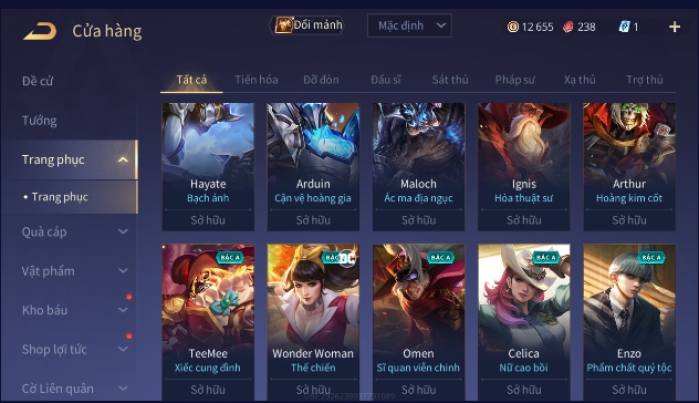 Cửa hàng
Đổi mảnh
Mặc định
12 655
238
1
Đề cử
Tướng
Trang phục
Trang phục
Quà cáp
Vật phẩm
Kho báu
Shop lợi tức
Cờ Liên quân
Tất cả Tiến hóa Đỡ đòn Đấu sĩ Sát thủ Pháp sư Xạ thủ Trợ thủ
Hayate
Bạch ảnh
Sở hữu
Arduin
Cận vệ hoàng gia
Sở hữu
Maloch
Ác ma địa ngục
Sở hữu
Ignis
Hỏa thuật sư
Sở hữu
Arthur
Hoàng kim cốt
Sở hữu
BẬC A
TeeMee
Xiếc cung đình
Sở hữu
BẬC
Wonder Woman
Thế chiến
Sở hữu
BẬC A
Omen
Sĩ quan viễn chinh
Sở hữu
BẬC A
Celica
Nữ cao bồi
Sở hữu
BẬC A
Enzo
Phẩm chất quý tộc
Sở hữu